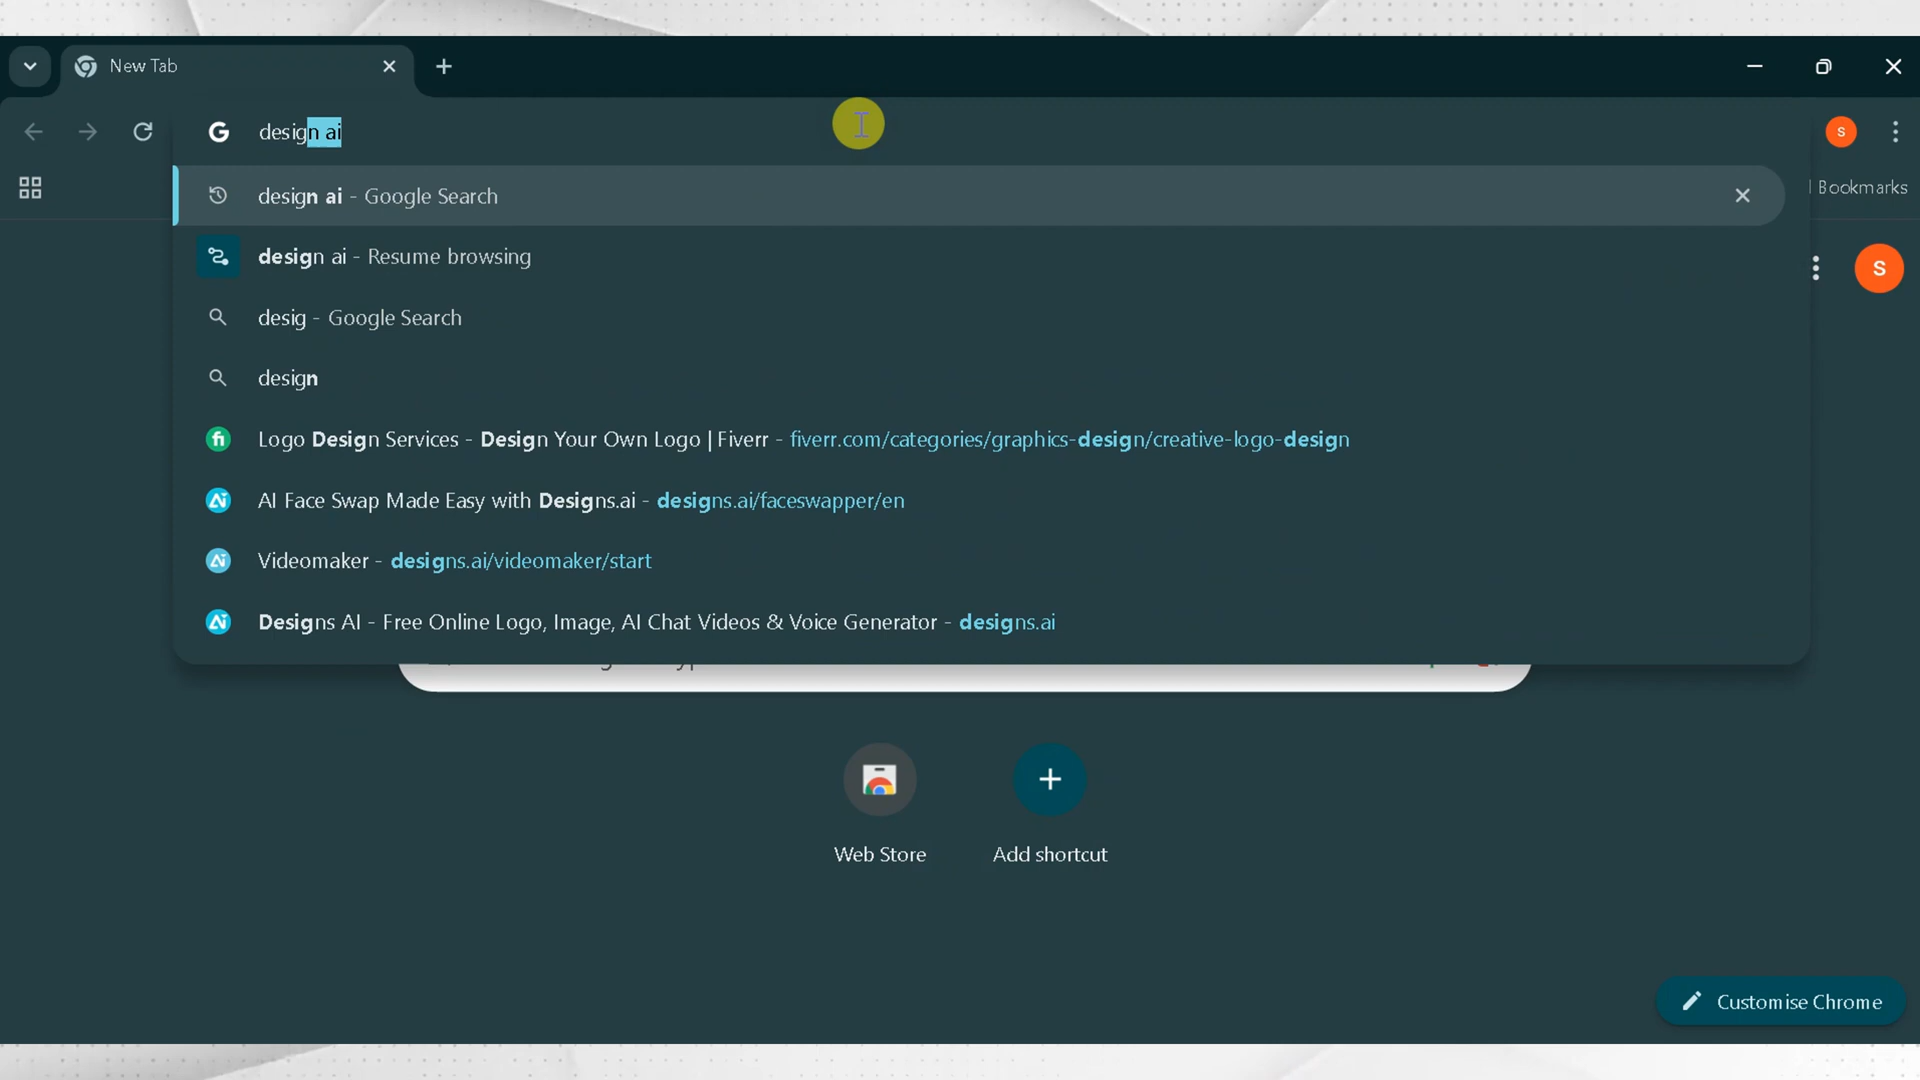 New Tab
design ai
S
Bookmarks
design ai - Google Search
design ai - Resume browsing
S
desig - Google Search
design
fi
Logo Design Services - Design Your Own Logo | Fiverr - fiverr.com/categories/graphics-design/creative-logo-design
AI Face Swap Made Easy with Designs.ai - designs.ai/faceswapper/en
Videomaker - designs.ai/videomaker/start
Designs AI - Free Online Logo, Image, AI Chat Videos & Voice Generator - designs.ai
Web Store
Add shortcut
Customise Chrome